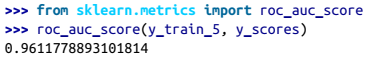 >>> from sklearn.metrics import roc_auc_score
>>> roc_auc_score(y_train_5, y_scores)
0.9611778893101814